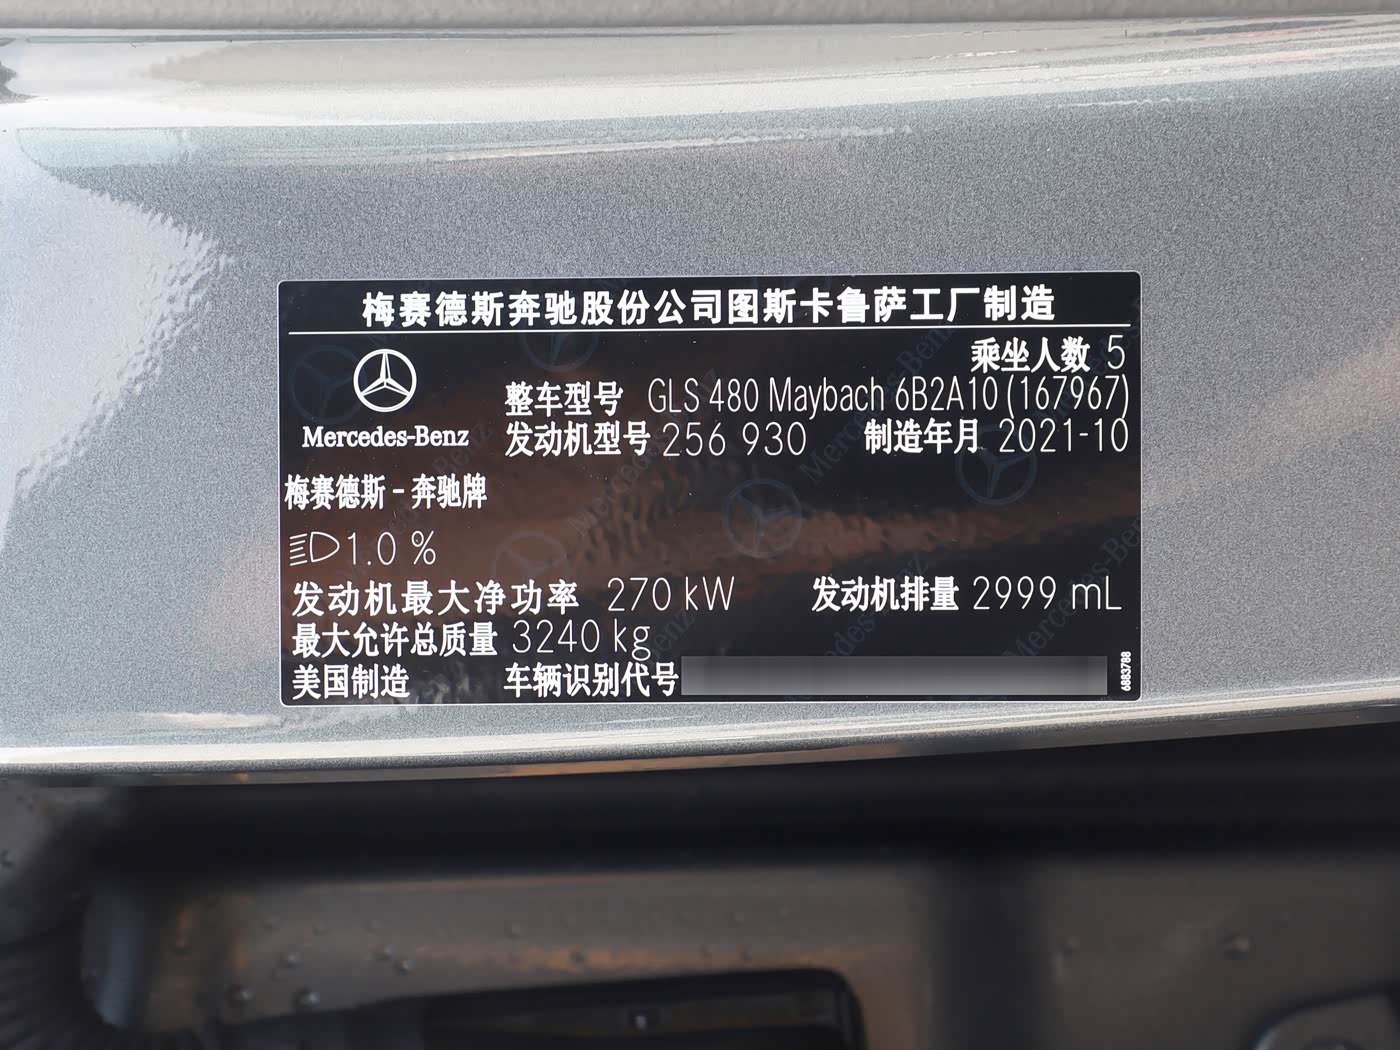 梅赛德斯奔驰股份公司图斯卡鲁萨工厂制造
乘坐人数 5
整车型号 GLS 480 Maybach 6B2A10(167967)
Mercedes-Benz
发动机型号 256 930 制造年月 2021-10
梅赛德斯-奔驰牌
1.0 %
发动机最大净功率 270 kW 发动机排量 2999 mL
最大允许总质量 3240 kg
美国制造 车辆识别代号
6883788